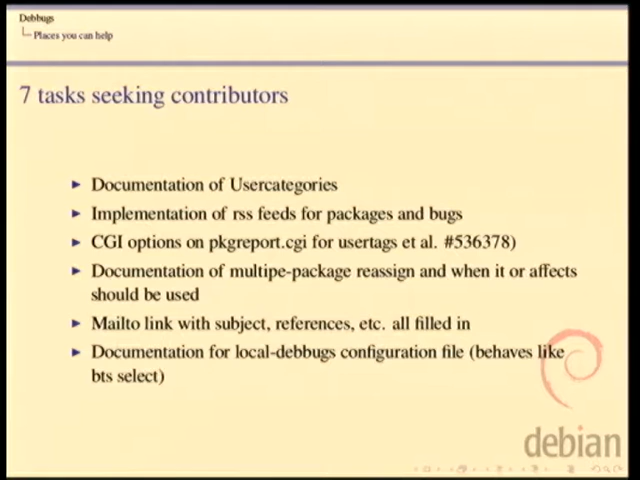 Debbugs
Places you can help
7 tasks seeking contributors
Documentation of Usercategories
Implementation of rss feeds for packages and bugs
CGI options on pkgreport.cgi for usertags et al. #536378)
Documentation of multipe-package reassign and when it or affects
should be used
Mailto link with subject, references, etc. all filled in
Documentation for local-debbugs configuration file (behaves like
bts select)
debian